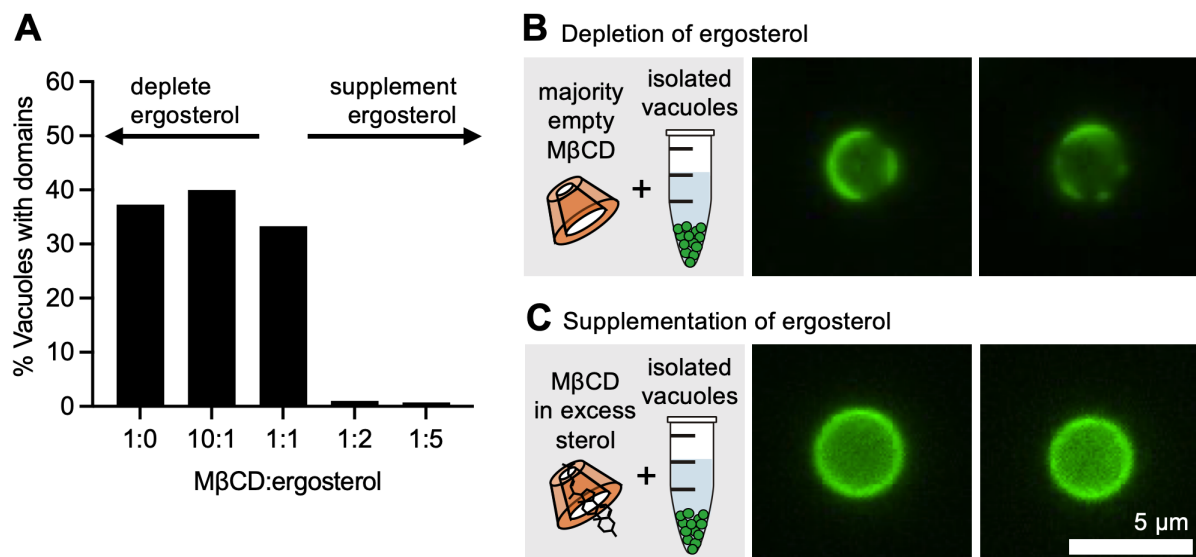 A
deplete
ergosterol
supplement
ergosterol
60
50
40
30
20
10
0
% Vacuoles with domains
1:0 10:1 1:1 1:2 1:5
MβCD:ergosterol
B Depletion of ergosterol
majority
empty
MβCD
+
isolated
vacuoles
C Supplementation of ergosterol
MβCD
in excess
sterol
+
isolated
vacuoles
5 µm